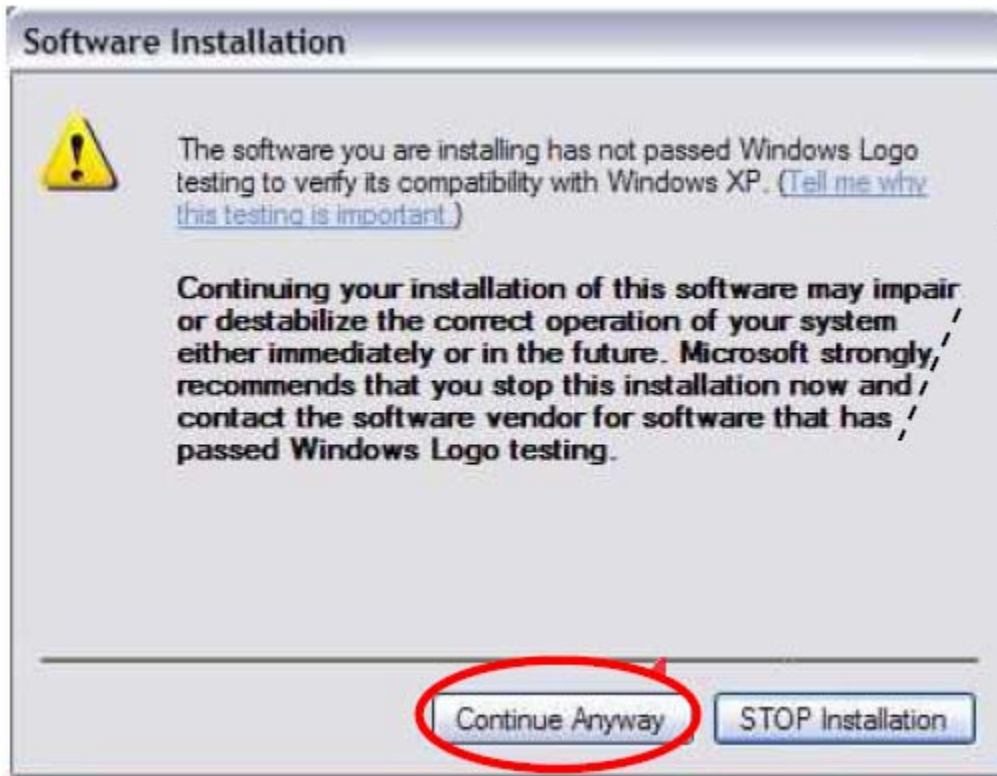 Software Installation
The software you are installing has not passed Windows Logo
testing to verify its compatibility with Windows XP. (Tell me why
this testing is important.)
Continuing your installation of this software may impair
or destabilize the correct operation of your system
either immediately or in the future. Microsoft strongly
recommends that you stop this installation now and
contact the software vendor for software that has
passed Windows Logo testing.
Continue Anyway
STOP Installation